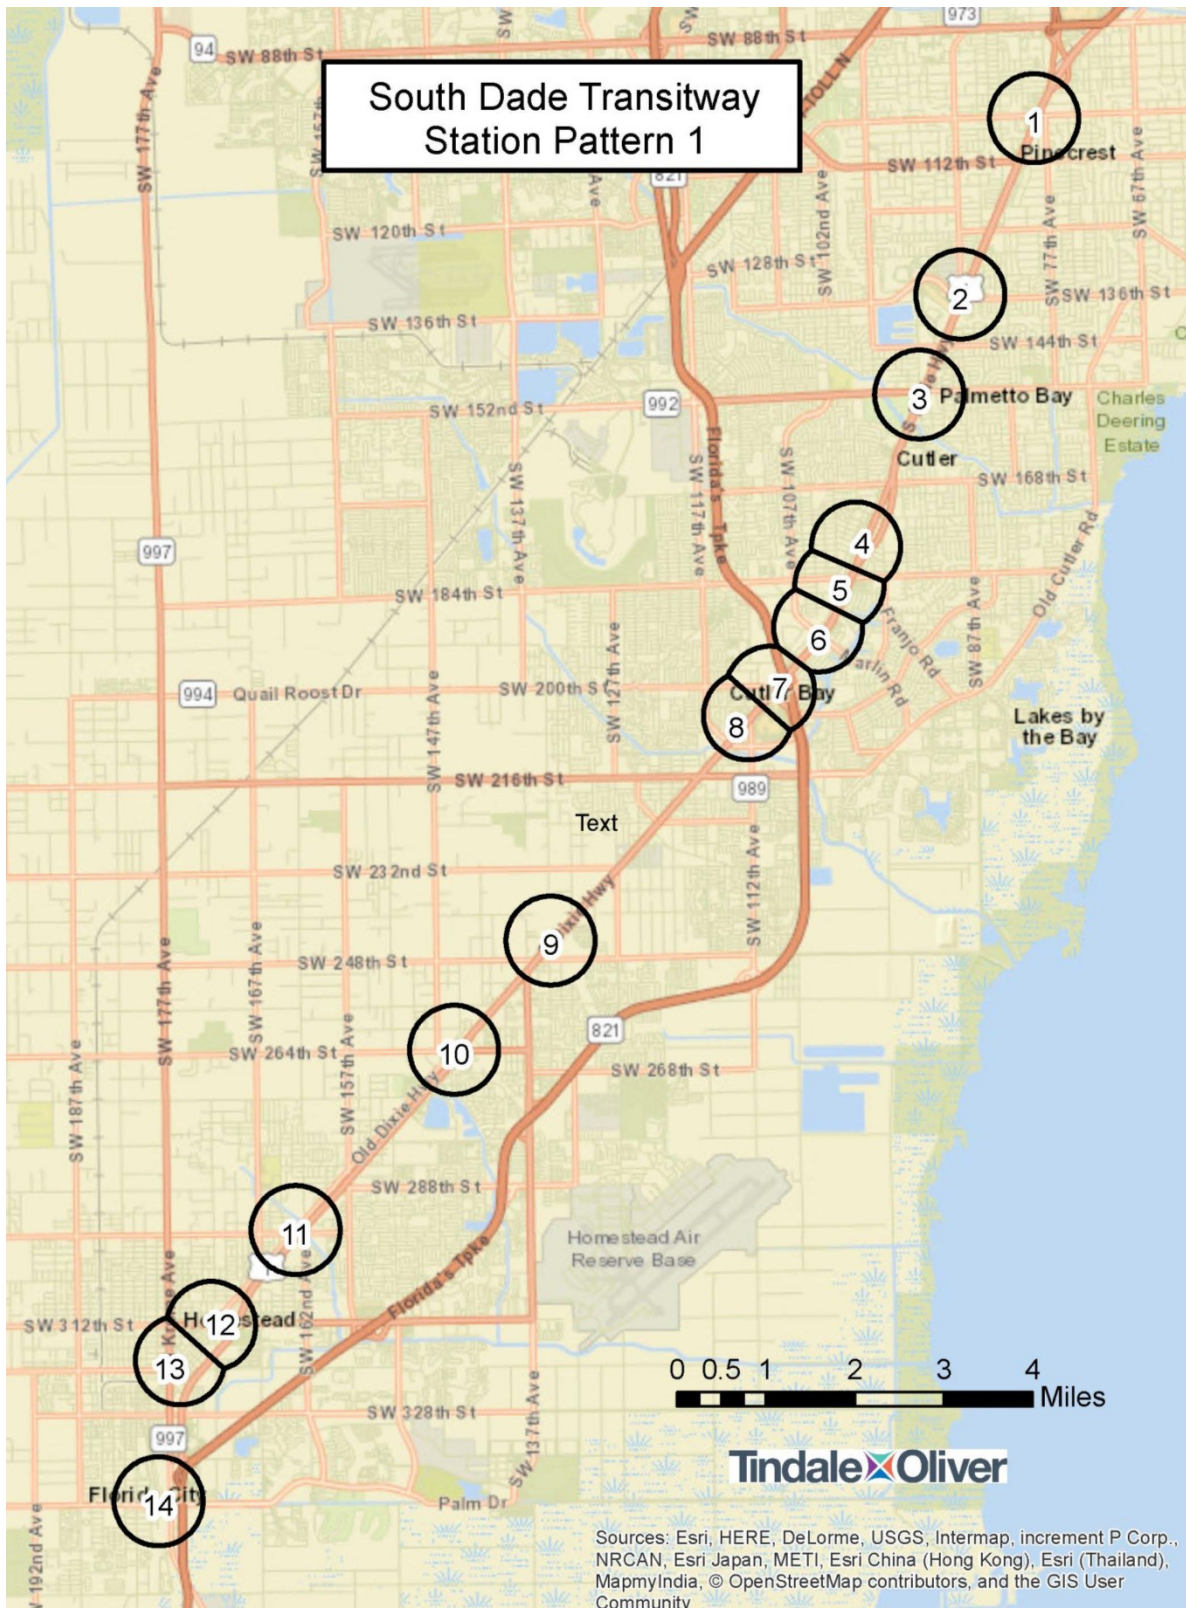 973
94
SW 88th St
SW 88th St
South Dade Transitway
Station Pattern 1
SW 177th Ave
TOLL N
1
Pinecrest
SW 112th St
821
Ave
SW 102nd Ave
SW 77th Ave
SW 67th Ave
SW 120th St
SW 128th St
2
SW 136th St
SW 136th St
SW 144th St
3
Palmetto Bay
Charles
Deering
Estate
992
SW 152nd St
Cutler
SW 168th St
SW 137th Ave
Florida's Tpke
SW 117th Ave
SW 107th Ave
Old Cutler Rd
997
4
5
SW 184th St
6
Franjo Rd
SW 87th Ave
Marlin Rd
SW 127th Ave
994
Quail Roost Dr
SW 200th St
7
Cutler Bay
8
SW 147th Ave
Lakes by
the Bay
SW 216th St
989
Text
SW 112th Ave
SW 232nd St
Dixie Hwy
9
SW 248th St
SW 177th Ave
SW 167th Ave
821
SW 264th St
10
SW 268th St
SW 187th Ave
SW 157th Ave
Old Dixie Hwy
SW 288th St
11
Homestead Air
Reserve Base
Florida's Tpke
SW 162nd Ave
SW 312th St
Homestead
12
13
0 0.5 1 2 3 4
Miles
SW 328th St
SW 137th Ave
997
Tindale Oliver
Florida City
14
Palm Dr
192nd Ave
Sources: Esri, HERE, DeLorme, USGS, Intermap, increment P Corp.,
NRCAN, Esri Japan, METI, Esri China (Hong Kong), Esri (Thailand),
MapmyIndia, © OpenStreetMap contributors, and the GIS User
Community